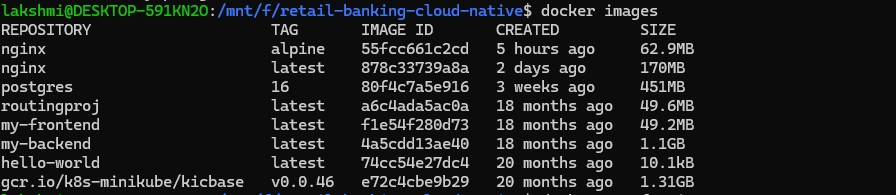 lakshmi@DESKTOP-591KN2O:/mnt/f/retail-banking-cloud-native$ docker images
REPOSITORY TAG IMAGE ID CREATED SIZE
nginx alpine 55fcc661c2cd 5 hours ago 62.9MB
nginx latest 878c33739a8a 2 days ago 170MB
postgres 16 80f4c7a5e916 3 weeks ago 451MB
routingproj latest a6c4ada5ac0a 18 months ago 49.6MB
my-frontend latest f1e54f280d73 18 months ago 49.2MB
my-backend latest 4a5cdd13ae40 18 months ago 1.1GB
hello-world latest 74cc54e27dc4 20 months ago 10.1kB
gcr.io/k8s-minikube/kicbase v0.0.46 e72c4cbe9b29 20 months ago 1.31GB